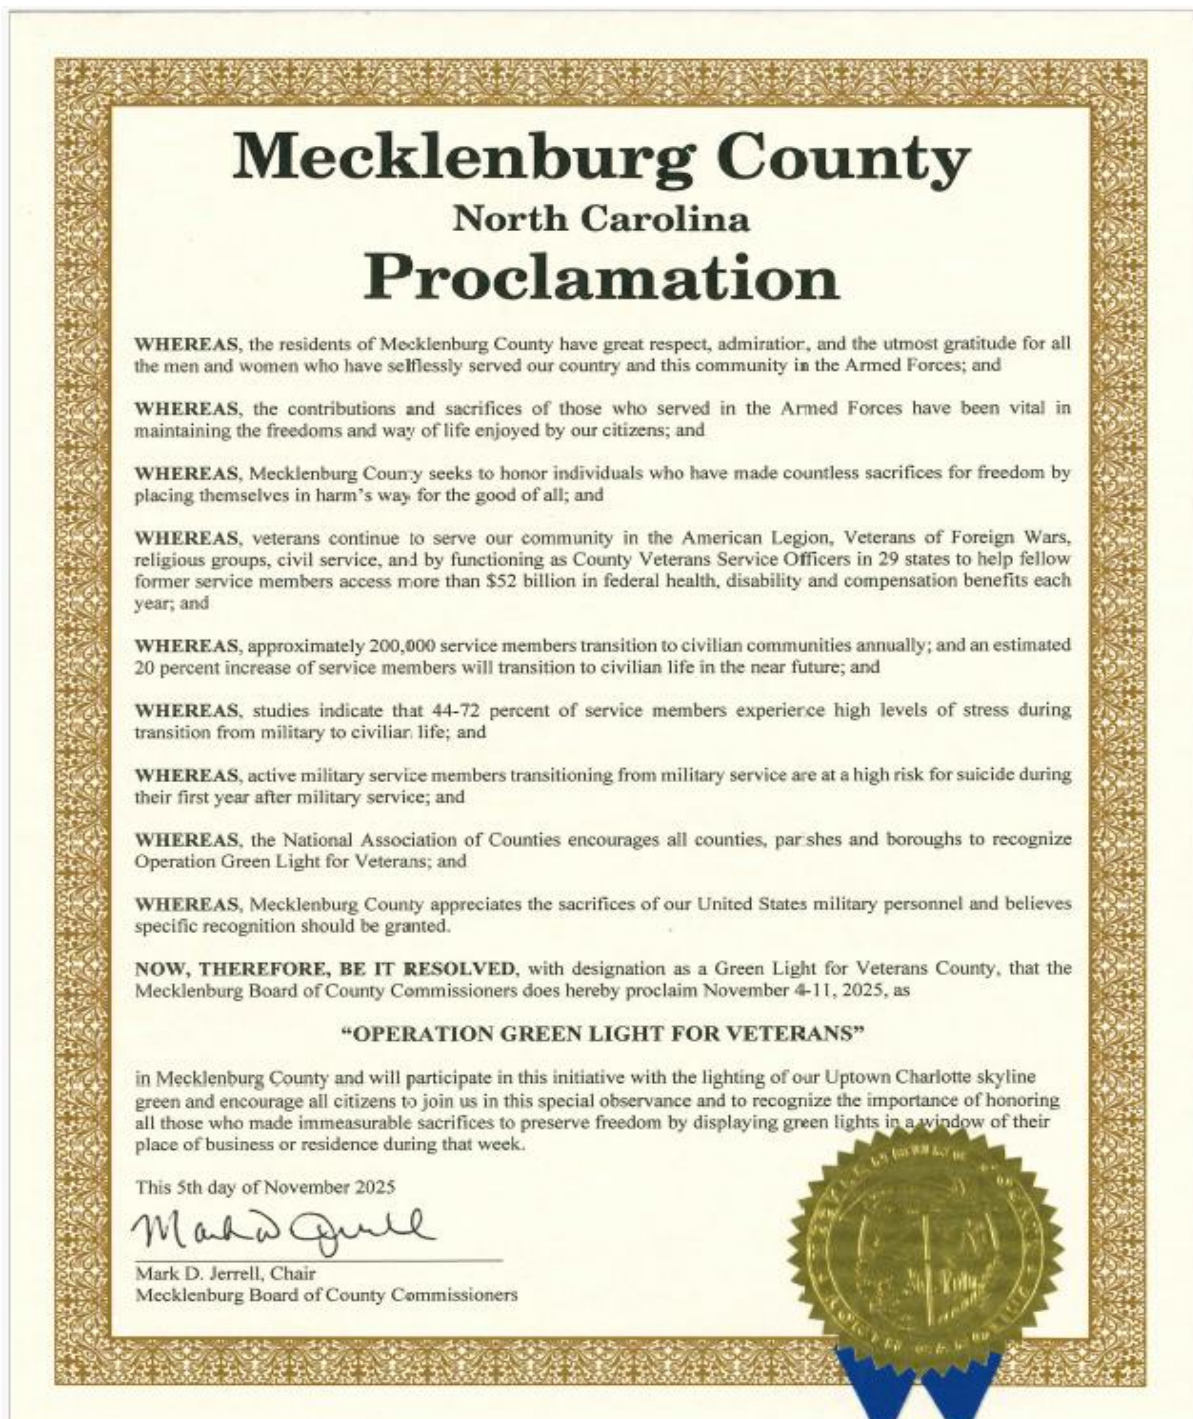 Mecklenburg County
North Carolina
Proclamation
WHEREAS, the residents of Mecklenburg County have great respect, admiration, and the utmost gratitude for all
the men and women who have selflessly served our country and this community in the Armed Forces; and
WHEREAS, the contributions and sacrifices of those who served in the Armed Forces have been vital in
maintaining the freedoms and way of life enjoyed by our citizens; and
WHEREAS, Mecklenburg County seeks to honor individuals who have made countless sacrifices for freedom by
placing themselves in harm's way for the good of all; and
WHEREAS, veterans continue to serve our community in the American Legion, Veterans of Foreign Wars,
religious groups, civil service, and by functioning as County Veterans Service Officers in 29 states to help fellow
former service members access more than $52 billion in federal health, disability and compensation benefits each
year; and
WHEREAS, approximately 200,000 service members transition to civilian communities annually; and an estimated
20 percent increase of service members will transition to civilian life in the near future; and
WHEREAS, studies indicate that 44-72 percent of service members experience high levels of stress during
transition from military to civilian life; and
WHEREAS, active military service members transitioning from military service are at a high risk for suicide during
their first year after military service; and
WHEREAS, the National Association of Counties encourages all counties, parishes and boroughs to recognize
Operation Green Light for Veterans; and
WHEREAS, Mecklenburg County appreciates the sacrifices of our United States military personnel and believes
specific recognition should be granted.
NOW, THEREFORE, BE IT RESOLVED, with designation as a Green Light for Veterans County, that the
Mecklenburg Board of County Commissioners does hereby proclaim November 4-11, 2025, as
“OPERATION GREEN LIGHT FOR VETERANS”
in Mecklenburg County and will participate in this initiative with the lighting of our Uptown Charlotte skyline
green and encourage all citizens to join us in this special observance and to recognize the importance of honoring
all those who made immeasurable sacrifices to preserve freedom by displaying green lights in a window of their
place of business or residence during that week.
This 5th day of November 2025
Mark D Jerrell
Mark D. Jerrell, Chair
Mecklenburg Board of County Commissioners